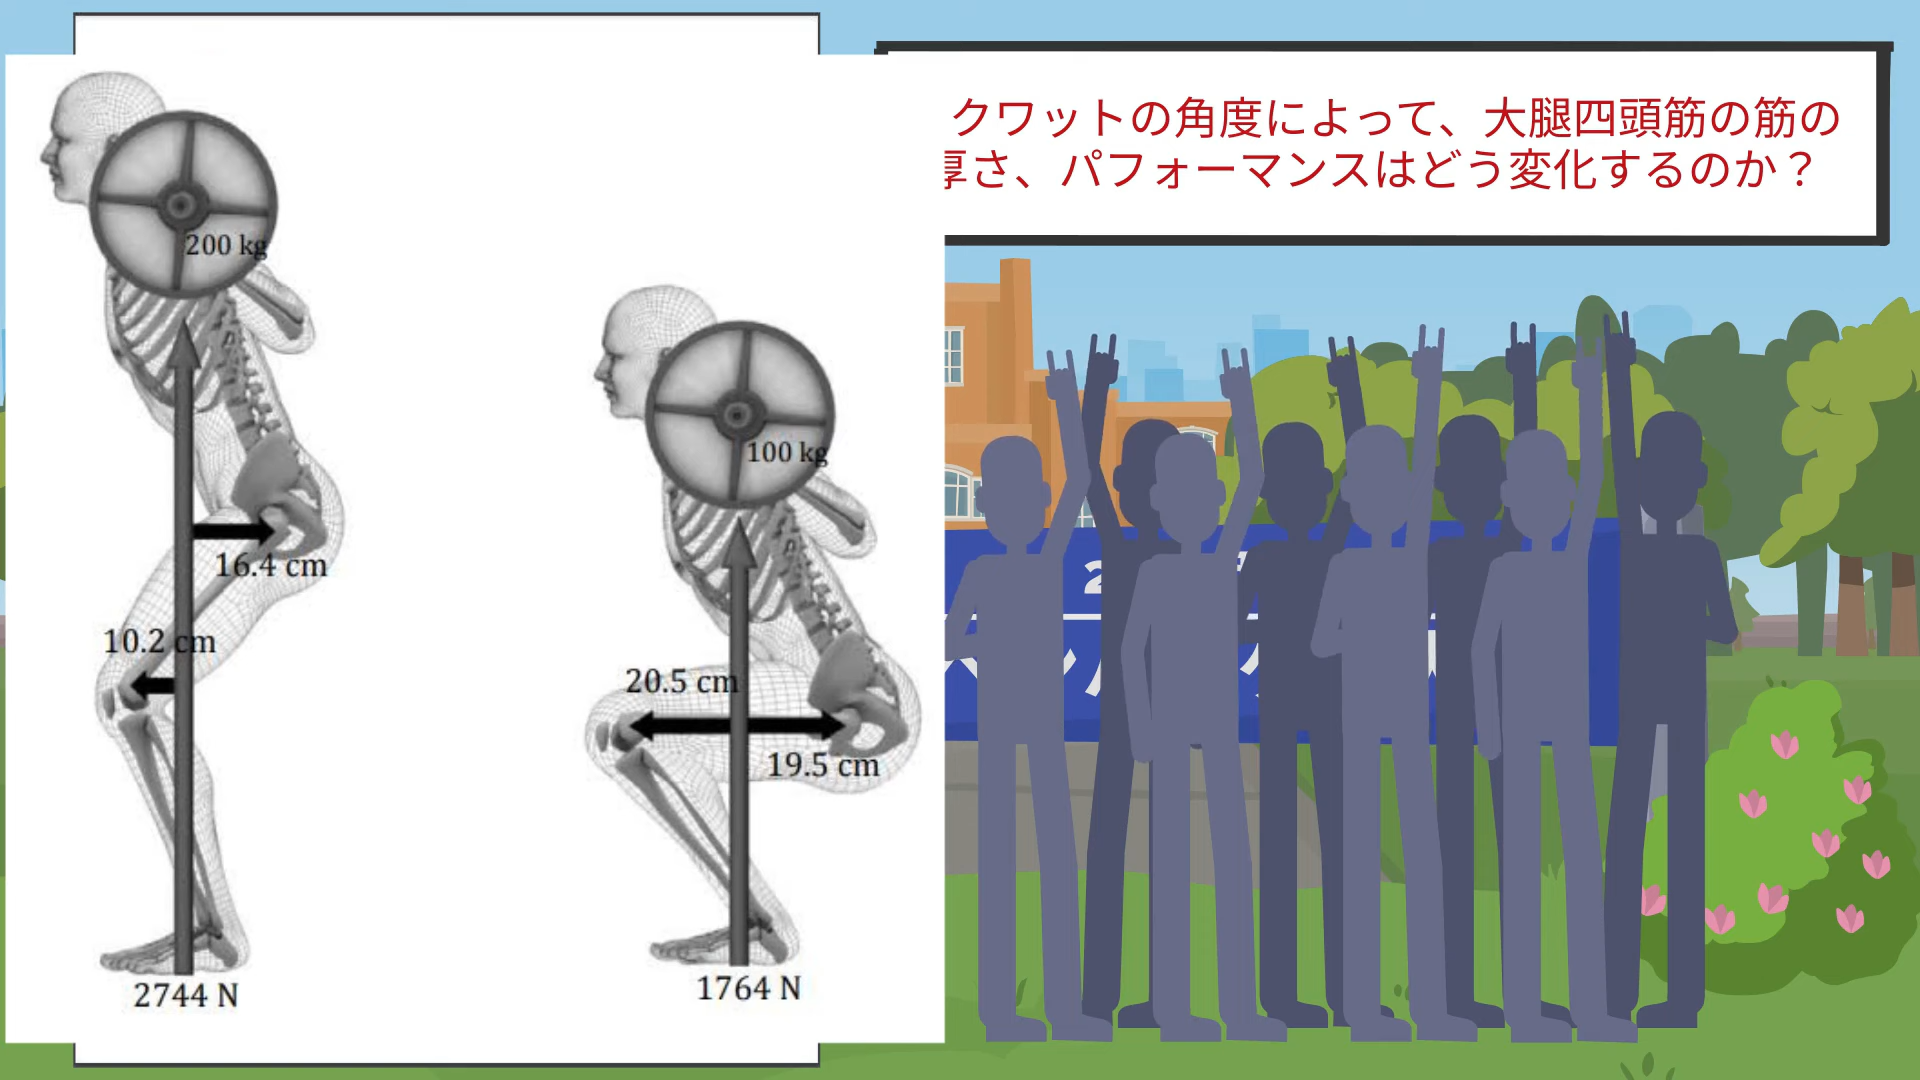 クワットの角度によって、大腿四頭筋の筋の
厚さ、パフォーマンスはどう変化するのか？
200 kg
16.4 cm
10.2 cm
2744 N
100 kg
20.5 cm
19.5 cm
1764 N
2